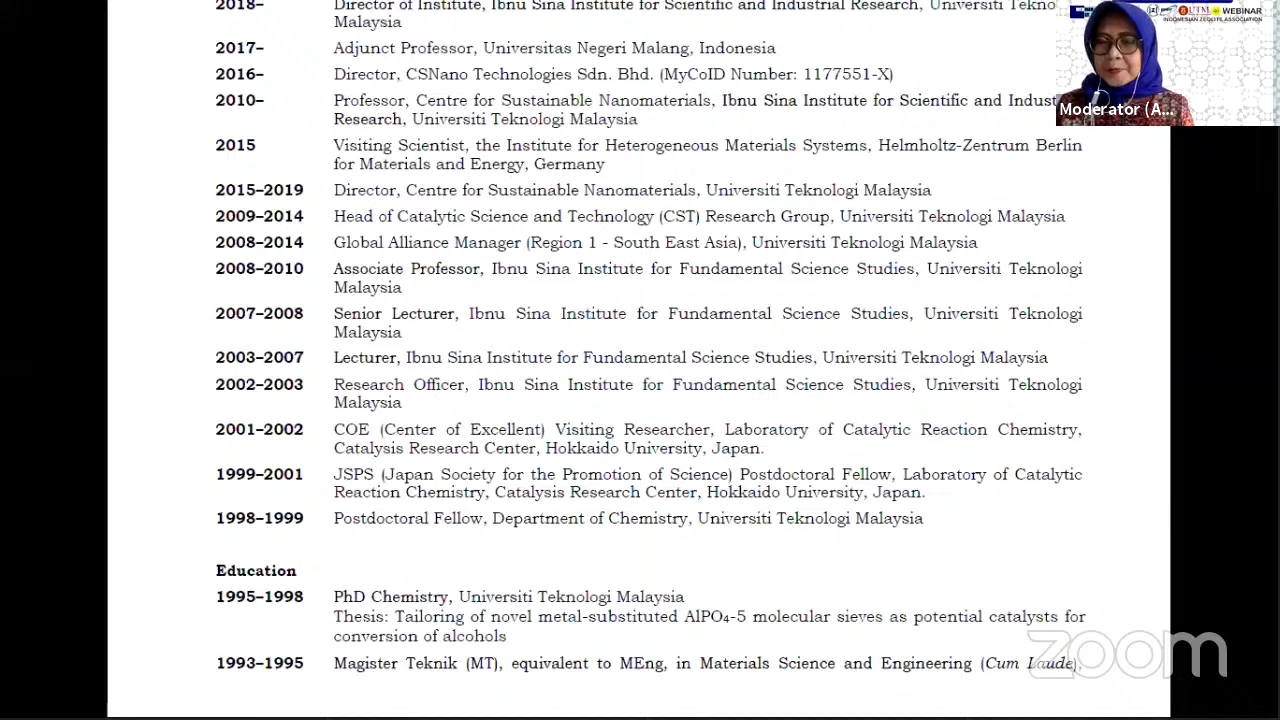 2018– Director of Institute, Ibnu Sina Institute for Scientific and Industrial Research, Universiti Tekno
Malaysia
2017– Adjunct Professor, Universitas Negeri Malang, Indonesia
2016– Director, CSNano Technologies Sdn. Bhd. (MyCoID Number: 1177551-X)
2010– Professor, Centre for Sustainable Nanomaterials, Ibnu Sina Institute for Scientific and Indust
Research, Universiti Teknologi Malaysia
2015 Visiting Scientist, the Institute for Heterogeneous Materials Systems, Helmholtz-Zentrum Berlin
for Materials and Energy, Germany
2015–2019 Director, Centre for Sustainable Nanomaterials, Universiti Teknologi Malaysia
2009–2014 Head of Catalytic Science and Technology (CST) Research Group, Universiti Teknologi Malaysia
2008–2014 Global Alliance Manager (Region 1 - South East Asia), Universiti Teknologi Malaysia
2008–2010 Associate Professor, Ibnu Sina Institute for Fundamental Science Studies, Universiti Teknologi
Malaysia
2007–2008 Senior Lecturer, Ibnu Sina Institute for Fundamental Science Studies, Universiti Teknologi
Malaysia
2003–2007 Lecturer, Ibnu Sina Institute for Fundamental Science Studies, Universiti Teknologi Malaysia
2002–2003 Research Officer, Ibnu Sina Institute for Fundamental Science Studies, Universiti Teknologi
Malaysia
2001–2002 COE (Center of Excellent) Visiting Researcher, Laboratory of Catalytic Reaction Chemistry,
Catalysis Research Center, Hokkaido University, Japan.
1999–2001 JSPS (Japan Society for the Promotion of Science) Postdoctoral Fellow, Laboratory of Catalytic
Reaction Chemistry, Catalysis Research Center, Hokkaido University, Japan.
1998–1999 Postdoctoral Fellow, Department of Chemistry, Universiti Teknologi Malaysia
Education
1995–1998 PhD Chemistry, Universiti Teknologi Malaysia
Thesis: Tailoring of novel metal-substituted AlPO₄-5 molecular sieves as potential catalysts for
conversion of alcohols
1993–1995 Magister Teknik (MT), equivalent to MEng, in Materials Science and Engineering (Cum Laude),
UTM WEBINAR
INDONESIAN ZEOLITE ASSOCIATION
Moderator (A...
zoom